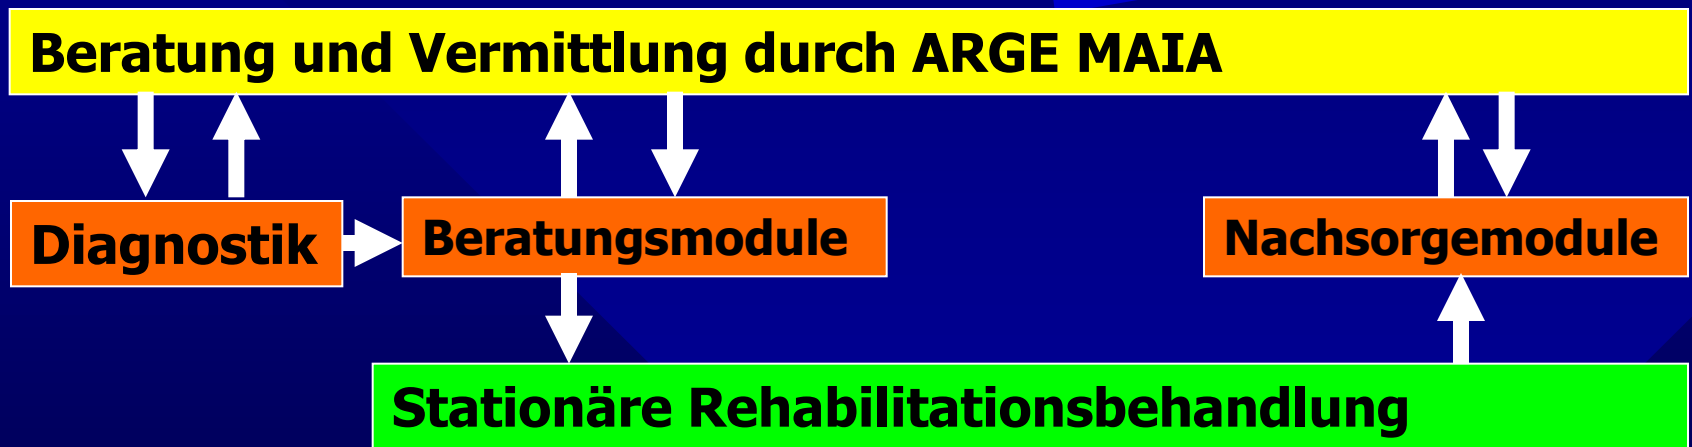 Beratung und Vermittlung durch ARGE MAIA
Diagnostik
Beratungsmodule
Nachsorgemodule
Stationäre Rehabilitationsbehandlung